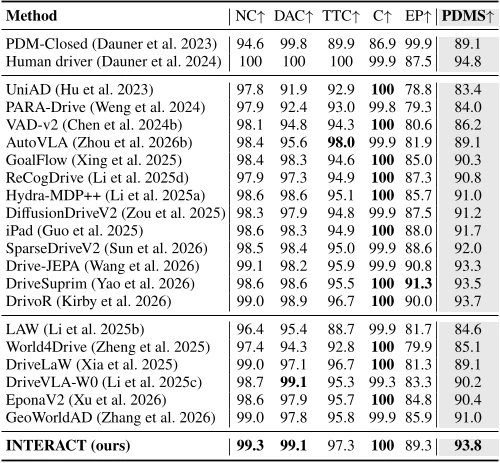 Method NC↑ DAC↑ TTC↑ C↑ EP↑ PDMS↑
PDM-Closed (Dauner et al. 2023) 94.6 99.8 89.9 86.9 99.9 89.1
Human driver (Dauner et al. 2024) 100 100 100 99.9 87.5 94.8
UniAD (Hu et al. 2023) 97.8 91.9 92.9 100 78.8 83.4
PARA-Drive (Weng et al. 2024) 97.9 92.4 93.0 99.8 79.3 84.0
VAD-v2 (Chen et al. 2024b) 98.1 94.8 94.3 100 80.6 86.2
AutoVLA (Zhou et al. 2026b) 98.4 95.6 98.0 99.9 81.9 89.1
GoalFlow (Xing et al. 2025) 98.4 98.3 94.6 100 85.0 90.3
ReCogDrive (Li et al. 2025d) 97.9 97.3 94.9 100 87.3 90.8
Hydra-MDP++ (Li et al. 2025a) 98.6 98.6 95.1 100 85.7 91.0
DiffusionDriveV2 (Zou et al. 2025) 98.3 97.9 94.8 99.9 87.5 91.2
iPad (Guo et al. 2025) 98.6 98.3 94.9 100 88.0 91.7
SparseDriveV2 (Sun et al. 2026) 98.5 98.4 95.0 99.9 88.6 92.0
Drive-JEPA (Wang et al. 2026) 99.1 98.2 95.9 99.9 90.8 93.3
DriveSuprim (Yao et al. 2026) 98.6 98.6 95.5 100 91.3 93.5
DrivoR (Kirby et al. 2026) 99.0 98.9 96.7 100 90.0 93.7
LAW (Li et al. 2025b) 96.4 95.4 88.7 99.9 81.7 84.6
World4Drive (Zheng et al. 2025) 97.4 94.3 92.8 100 79.9 85.1
DriveLaW (Xia et al. 2025) 99.0 97.1 96.7 100 81.3 89.1
DriveVLA-W0 (Li et al. 2025c) 98.7 99.1 95.3 99.3 83.3 90.2
EponaV2 (Xu et al. 2026) 98.6 97.9 95.7 100 84.8 90.4
GeoWorldAD (Zhang et al. 2026) 99.0 97.8 95.8 99.9 85.9 91.0
INTERACT (ours) 99.3 99.1 97.3 100 89.3 93.8